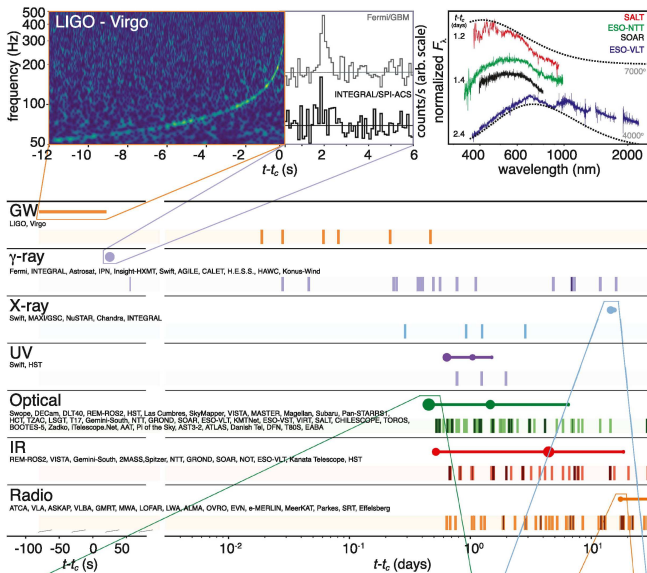 LIGO - Virgo
frequency (Hz)
500
400
300
200
100
50
-12
-10
-8
-6
-4
-2
0
2
4
6
t-tc (s)
Fermi/GBM
INTEGRAL/SPI-ACS
counts/s (arb. scale)
normalized Fλ
t-tc
(days)
1.2
1.4
2.4
SALT
ESO-NTT
SOAR
ESO-VLT
7000°
4000°
400
600
1000
2000
wavelength (nm)
GW
LIGO, Virgo
γ-ray
Fermi, INTEGRAL, Astrosat, IPN, Insight-HXMT, Swift, AGILE, CALET, H.E.S.S., HAWC, Konus-Wind
X-ray
Swift, MAXI/GSC, NuSTAR, Chandra, INTEGRAL
UV
Swift, HST
Optical
Swope, DECam, DLT40, REM-ROS2, HST, Las Cumbres, SkyMapper, VISTA, MASTER, Magellan, Subaru, Pan-STARRS1,
HCT, TZAC, LSGT, T17, Gemini-South, NTT, GROND, SOAR, ESO-VLT, KMTNet, ESO-VST, VIRT, SALT, CHILESCOPE, TOROS,
BOOTES-5, Zadko, iTelescope.Net, AAT, Pi of the Sky, AST3-2, ATLAS, Danish Tel, DFN, T80S, EABA
IR
REM-ROS2, VISTA, Gemini-South, 2MASS,Spitzer, NTT, GROND, SOAR, NOT, ESO-VLT, Kanata Telescope, HST
Radio
ATCA, VLA, ASKAP, VLBA, GMRT, MWA, LOFAR, LWA, ALMA, OVRO, EVN, e-MERLIN, MeerKAT, Parkes, SRT, Effelsberg
-100
-50
0
50
t-tc (s)
10-2
10-1
100
101
t-tc (days)